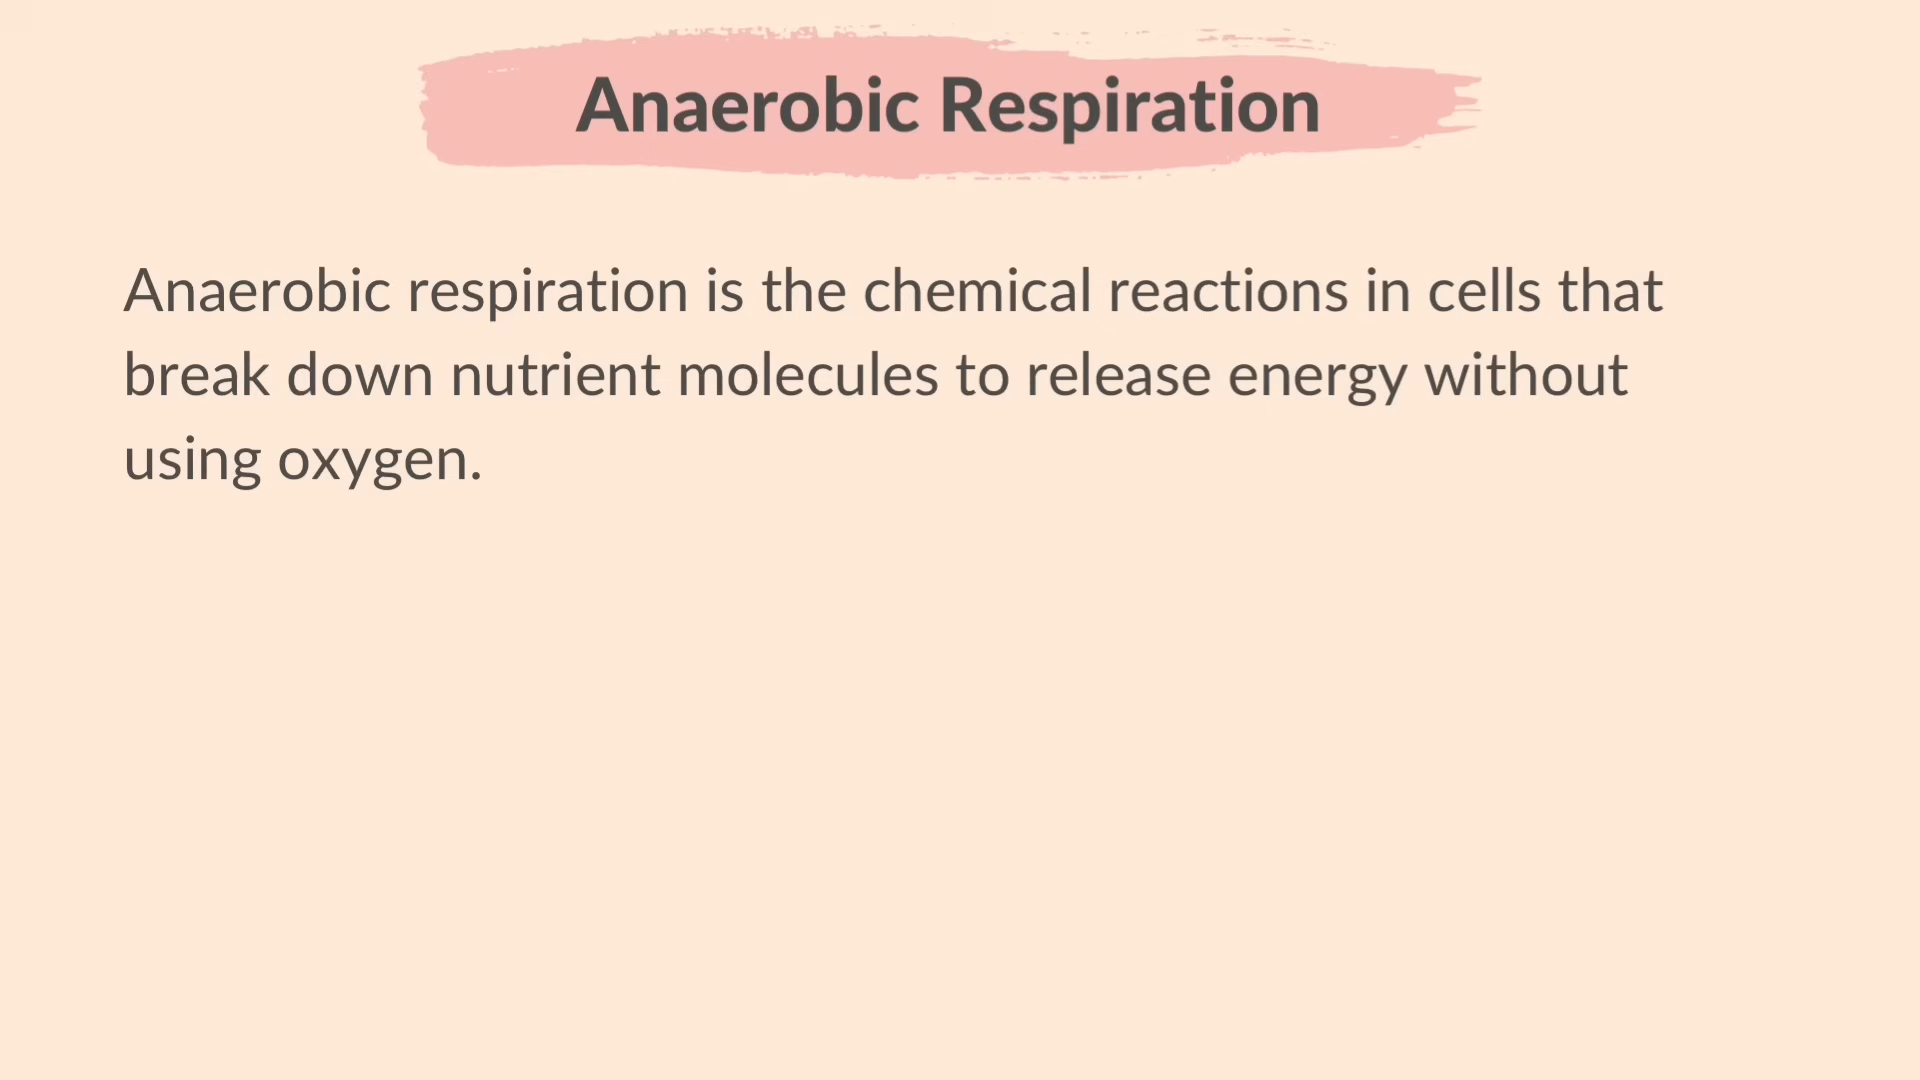 Anaerobic Respiration
Anaerobic respiration is the chemical reactions in cells that
break down nutrient molecules to release energy without
using oxygen.